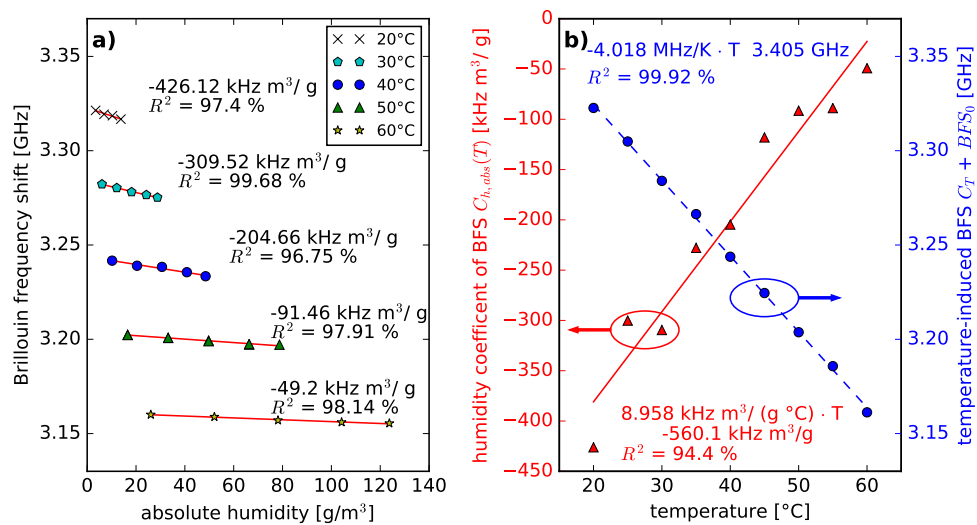 a)
20°C
30°C
40°C
50°C
60°C
-426.12 kHz m³/ g
R² = 97.4 %
-309.52 kHz m³/ g
R² = 99.68 %
-204.66 kHz m³/ g
R² = 96.75 %
-91.46 kHz m³/ g
R² = 97.91 %
-49.2 kHz m³/ g
R² = 98.14 %
3.35
3.30
3.25
3.20
3.15
Brillouin frequency shift [GHz]
0 20 40 60 80 100 120 140
absolute humidity [g/m³]
b)
-4.018 MHz/K · T 3.405 GHz
R² = 99.92 %
8.958 kHz m³/ (g °C) · T
-560.1 kHz m³/g
R² = 94.4 %
0
−50
−100
−150
−200
−250
−300
−350
−400
−450
humidity coefficent of BFS C_{h,abs}(T) [kHz m³/ g]
20 30 40 50 60
temperature [°C]
3.35
3.30
3.25
3.20
3.15
temperature-induced BFS C_T + BFS_0 [GHz]